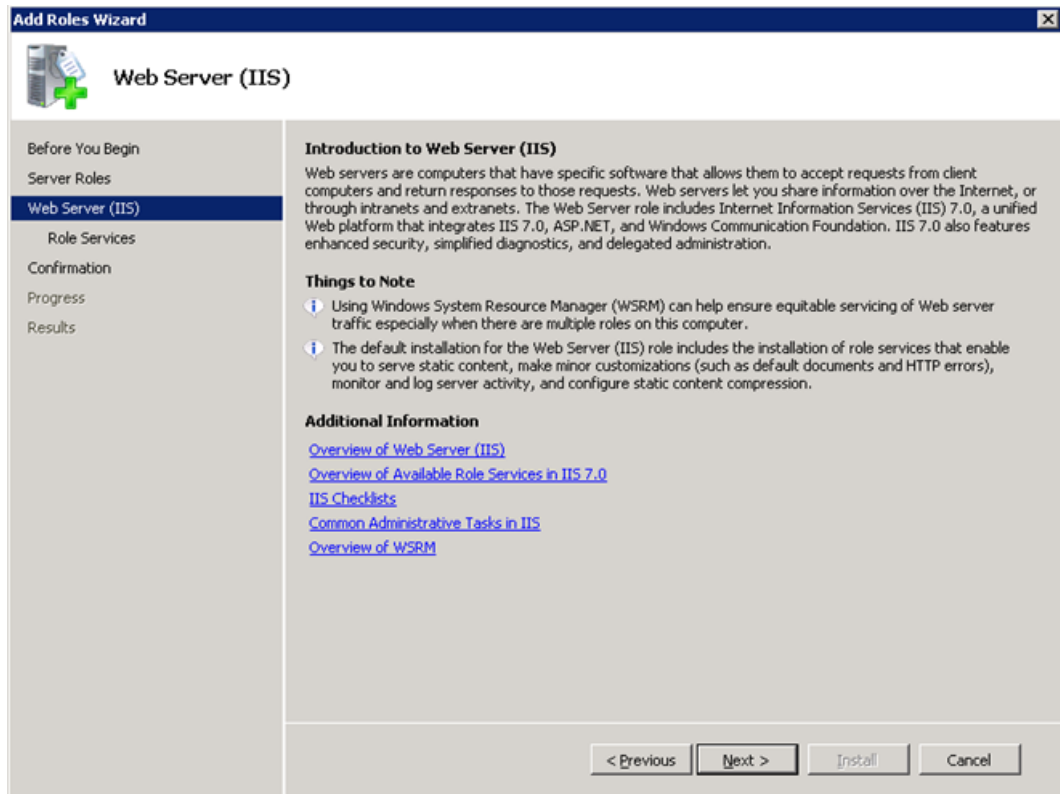 Add Roles Wizard
Web Server (IIS)
Before You Begin
Server Roles
Web Server (IIS)
Role Services
Confirmation
Progress
Results
Introduction to Web Server (IIS)
Web servers are computers that have specific software that allows them to accept requests from client
computers and return responses to those requests. Web servers let you share information over the Internet, or
through intranets and extranets. The Web Server role includes Internet Information Services (IIS) 7.0, a unified
Web platform that integrates IIS 7.0, ASP.NET, and Windows Communication Foundation. IIS 7.0 also features
enhanced security, simplified diagnostics, and delegated administration.
Things to Note
Using Windows System Resource Manager (WSRM) can help ensure equitable servicing of Web server
traffic especially when there are multiple roles on this computer.
The default installation for the Web Server (IIS) role includes the installation of role services that enable
you to serve static content, make minor customizations (such as default documents and HTTP errors),
monitor and log server activity, and configure static content compression.
Additional Information
Overview of Web Server (IIS)
Overview of Available Role Services in IIS 7.0
IIS Checklists
Common Administrative Tasks in IIS
Overview of WSRM
< Previous
Next >
Install
Cancel